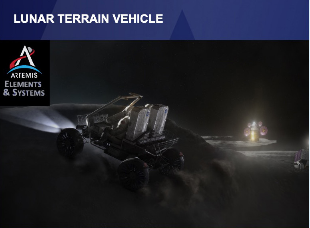 LUNAR TERRAIN VEHICLE
ARTEMIS
ELEMENTS
& SYSTEMS